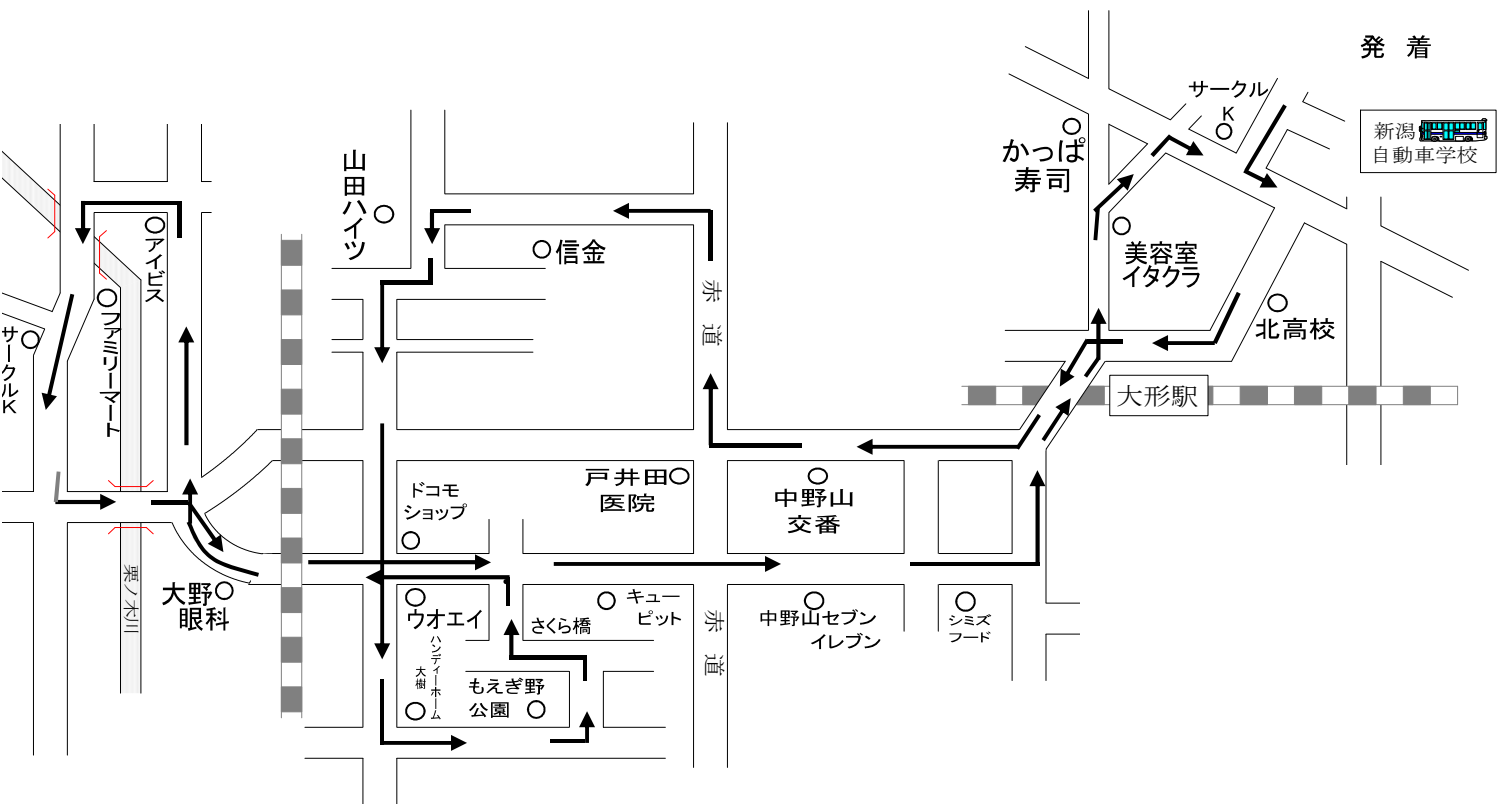 発 着
新潟
自動車学校
サークル
K
かっぱ
寿司
美容室
イタクラ
北高校
大形駅
山田ハイツ
信金
赤道
アイビス
ファミリーマート
サークルK
戸井田
医院
ドコモ
ショップ
中野山
交番
栗ノ木川
大野
眼科
ウオエイ
さくら橋
キュー
ピット
赤道
中野山セブン
イレブン
シミズ
フード
ハンディーホーム
大樹
もえぎ野
公園